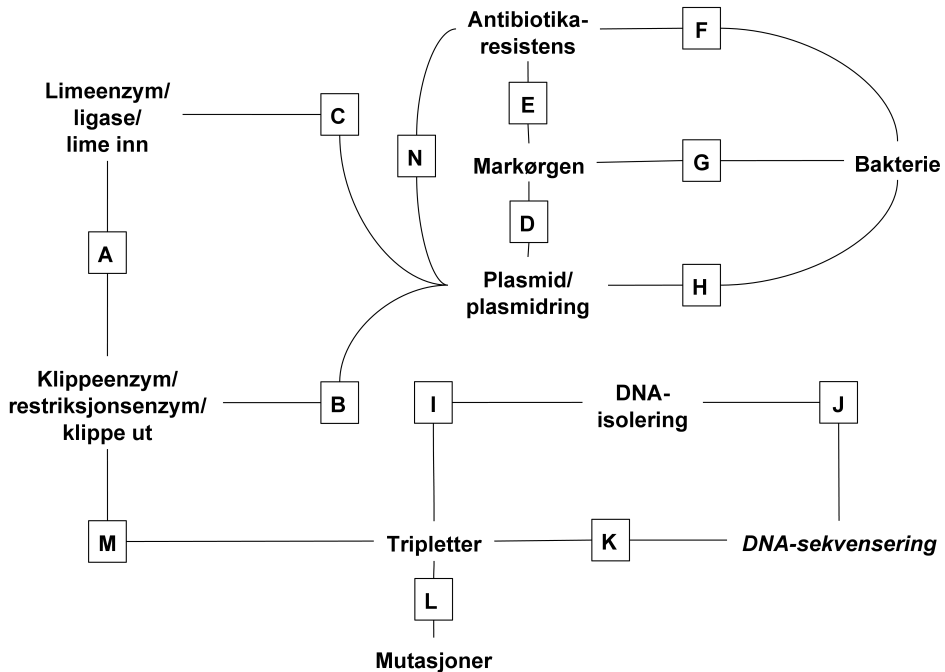 Antibiotika-
resistens
F
Limeenzym/
ligase/
lime inn
C
E
N
Markørgen
G
Bakterie
D
A
Plasmid/
plasmidring
H
Klippeenzym/
restriksjonsenzym/
klippe ut
B
I
DNA-
isolering
J
M
Tripletter
K
DNA-sekvensering
L
Mutasjoner